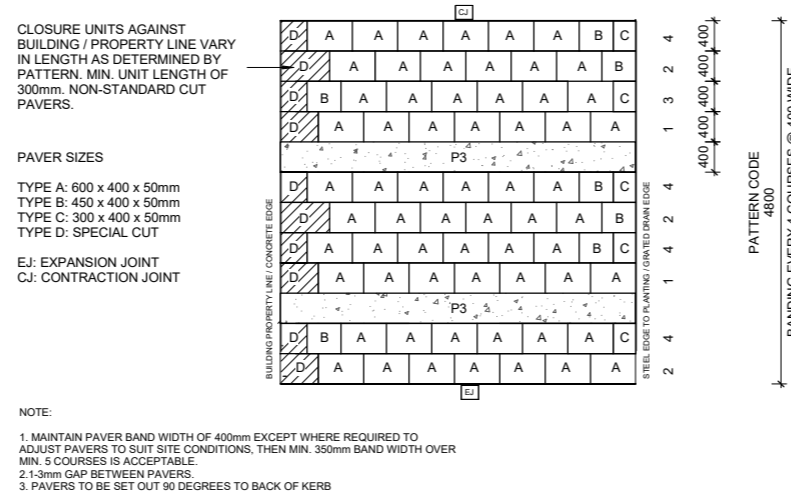 CJ
CLOSURE UNITS AGAINST
BUILDING / PROPERTY LINE VARY
IN LENGTH AS DETERMINED BY
PATTERN. MIN. UNIT LENGTH OF
300mm. NON-STANDARD CUT
PAVERS.
PAVER SIZES
TYPE A: 600 x 400 x 50mm
TYPE B: 450 x 400 x 50mm
TYPE C: 300 x 400 x 50mm
TYPE D: SPECIAL CUT
EJ: EXPANSION JOINT
CJ: CONTRACTION JOINT
D A A A A A A B C 4 400
D A A A A A A B 2 400
D B A A A A A A C 3 400
D A A A A A A A 1 400
P3 400
D A A A A A A B C 4
D A A A A A A B 2
D A A A A A A B C 4
D A A A A A A A 1
P3
D B A A A A A A C 4
D A A A A A A A 2
EJ
BUILDING PROPERTY LINE / CONCRETE EDGE
STEEL EDGE TO PLANTING / GRATED DRAIN EDGE
PATTERN CODE
4800
BANDING EVERY 4 COURSES @ 400 WIDE
NOTE:
1. MAINTAIN PAVER BAND WIDTH OF 400mm EXCEPT WHERE REQUIRED TO
ADJUST PAVERS TO SUIT SITE CONDITIONS, THEN MIN. 350mm BAND WIDTH OVER
MIN. 5 COURSES IS ACCEPTABLE.
2.1-3mm GAP BETWEEN PAVERS.
3. PAVERS TO BE SET OUT 90 DEGREES TO BACK OF KERB